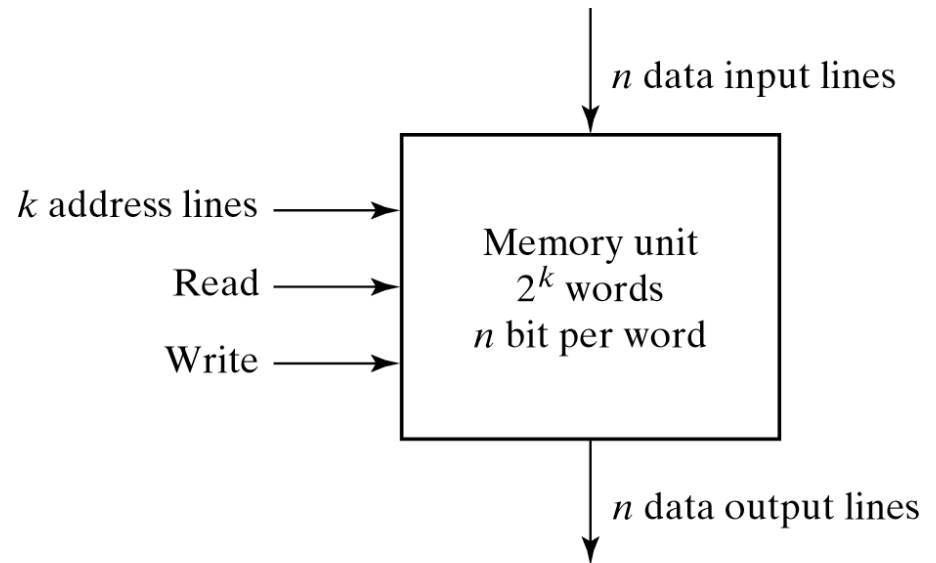 n data input lines
k address lines
Read
Write
Memory unit
2^k words
n bit per word
n data output lines